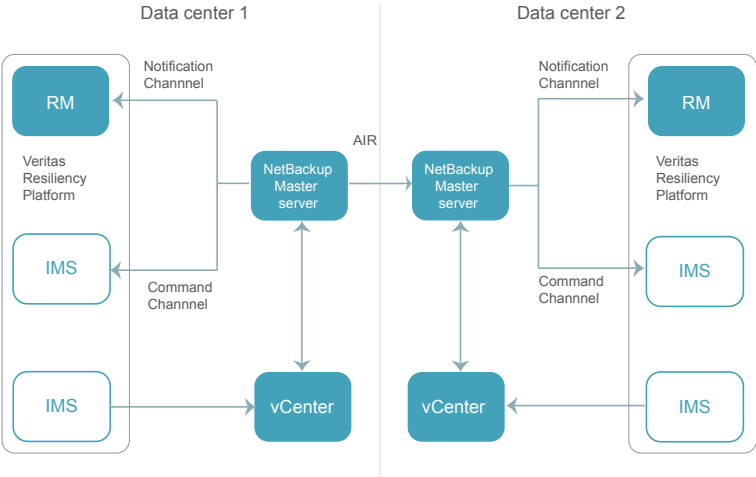 Data center 1
Data center 2
Notification
Channnel
RM
Veritas
Resiliency
Platform
AIR
NetBackup
Master
server
IMS
Command
Channnel
IMS
vCenter
Notification
Channnel
RM
NetBackup
Master
server
Veritas
Resiliency
Platform
IMS
Command
Channnel
vCenter
IMS